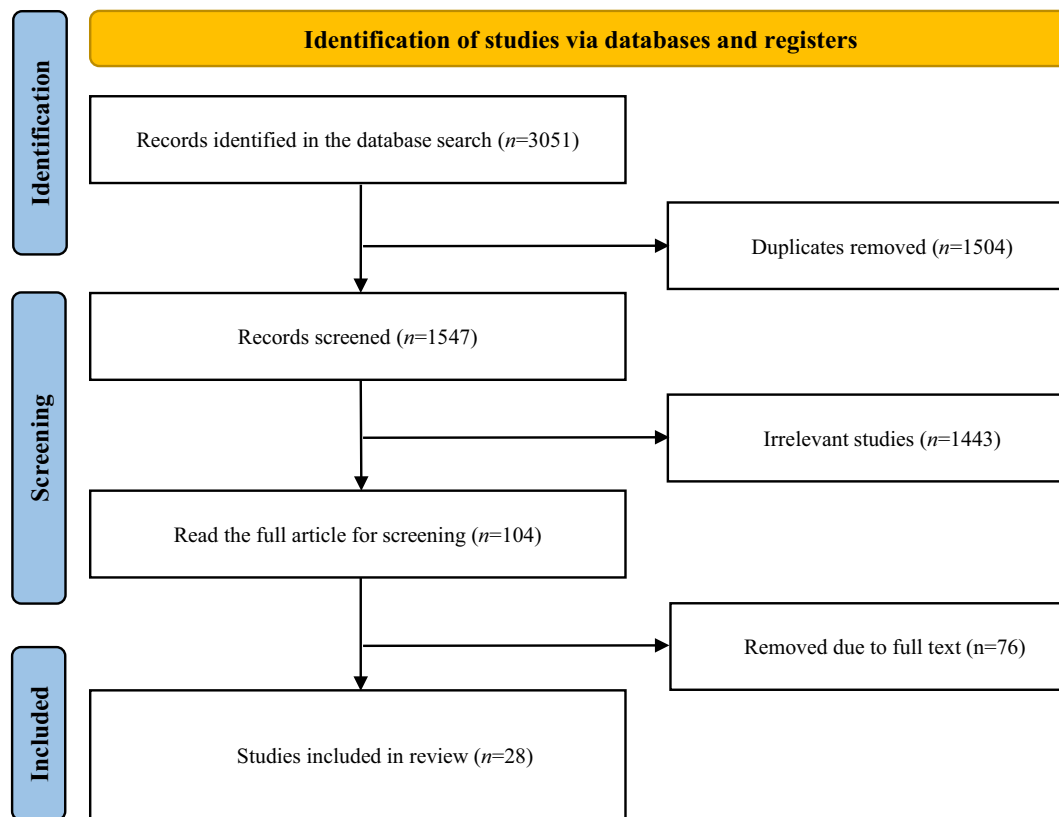 Identification of studies via databases and registers
Identification
Records identified in the database search (n=3051)
Duplicates removed (n=1504)
Screening
Records screened (n=1547)
Irrelevant studies (n=1443)
Read the full article for screening (n=104)
Removed due to full text (n=76)
Included
Studies included in review (n=28)